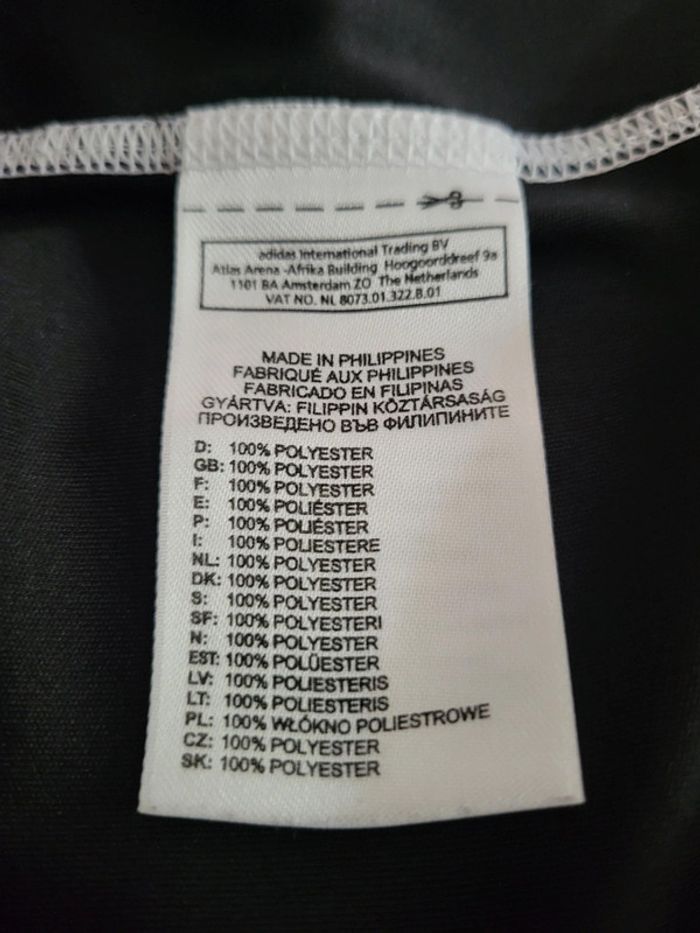 adidas International Trading BV
Atlas Arena -Afrika Building Hoogoorddreef 9a
1101 BA Amsterdam ZO The Netherlands
VAT NO. NL 8073.01.322.B.01
MADE IN PHILIPPINES
FABRIQUÉ AUX PHILIPPINES
FABRICADO EN FILIPINAS
GYÁRTVA: FILIPPIN KÖZTÁRSASÁG
ПРОИЗВЕДЕНО ВЪВ ФИЛИПИНИТЕ
D: 100% POLYESTER
GB: 100% POLYESTER
F: 100% POLYESTER
E: 100% POLIÉSTER
P: 100% POLIÉSTER
I: 100% POLIESTERE
NL: 100% POLYESTER
DK: 100% POLYESTER
S: 100% POLYESTER
SF: 100% POLYESTERI
N: 100% POLYESTER
EST: 100% POLÜESTER
LV: 100% POLIESTERIS
LT: 100% POLIESTERIS
PL: 100% WŁÓKNO POLIESTROWE
CZ: 100% POLYESTER
SK: 100% POLYESTER